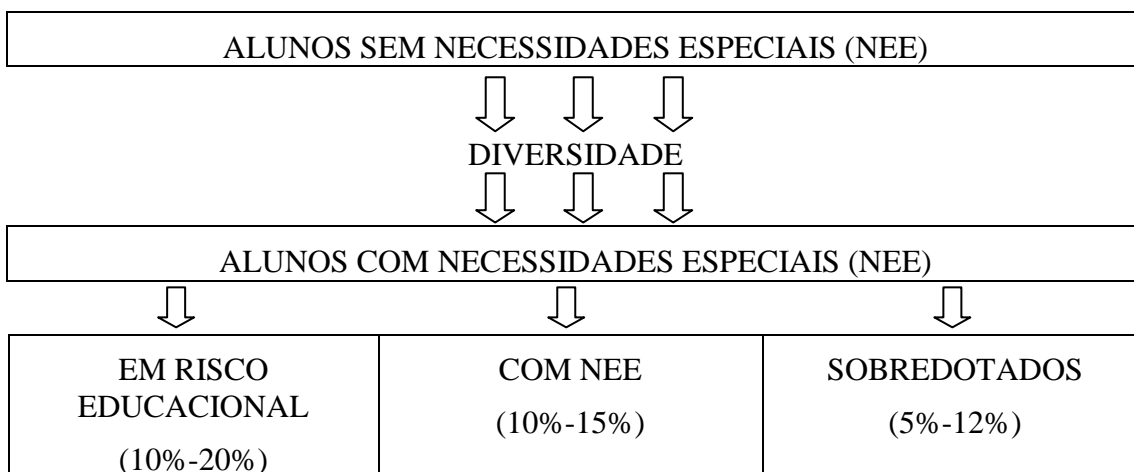 ALUNOS SEM NECESSIDADES ESPECIAIS (NEE)
DIVERSIDADE
ALUNOS COM NECESSIDADES ESPECIAIS (NEE)
EM RISCO
EDUCACIONAL
(10%-20%)
COM NEE
(10%-15%)
SOBREDOTADOS
(5%-12%)